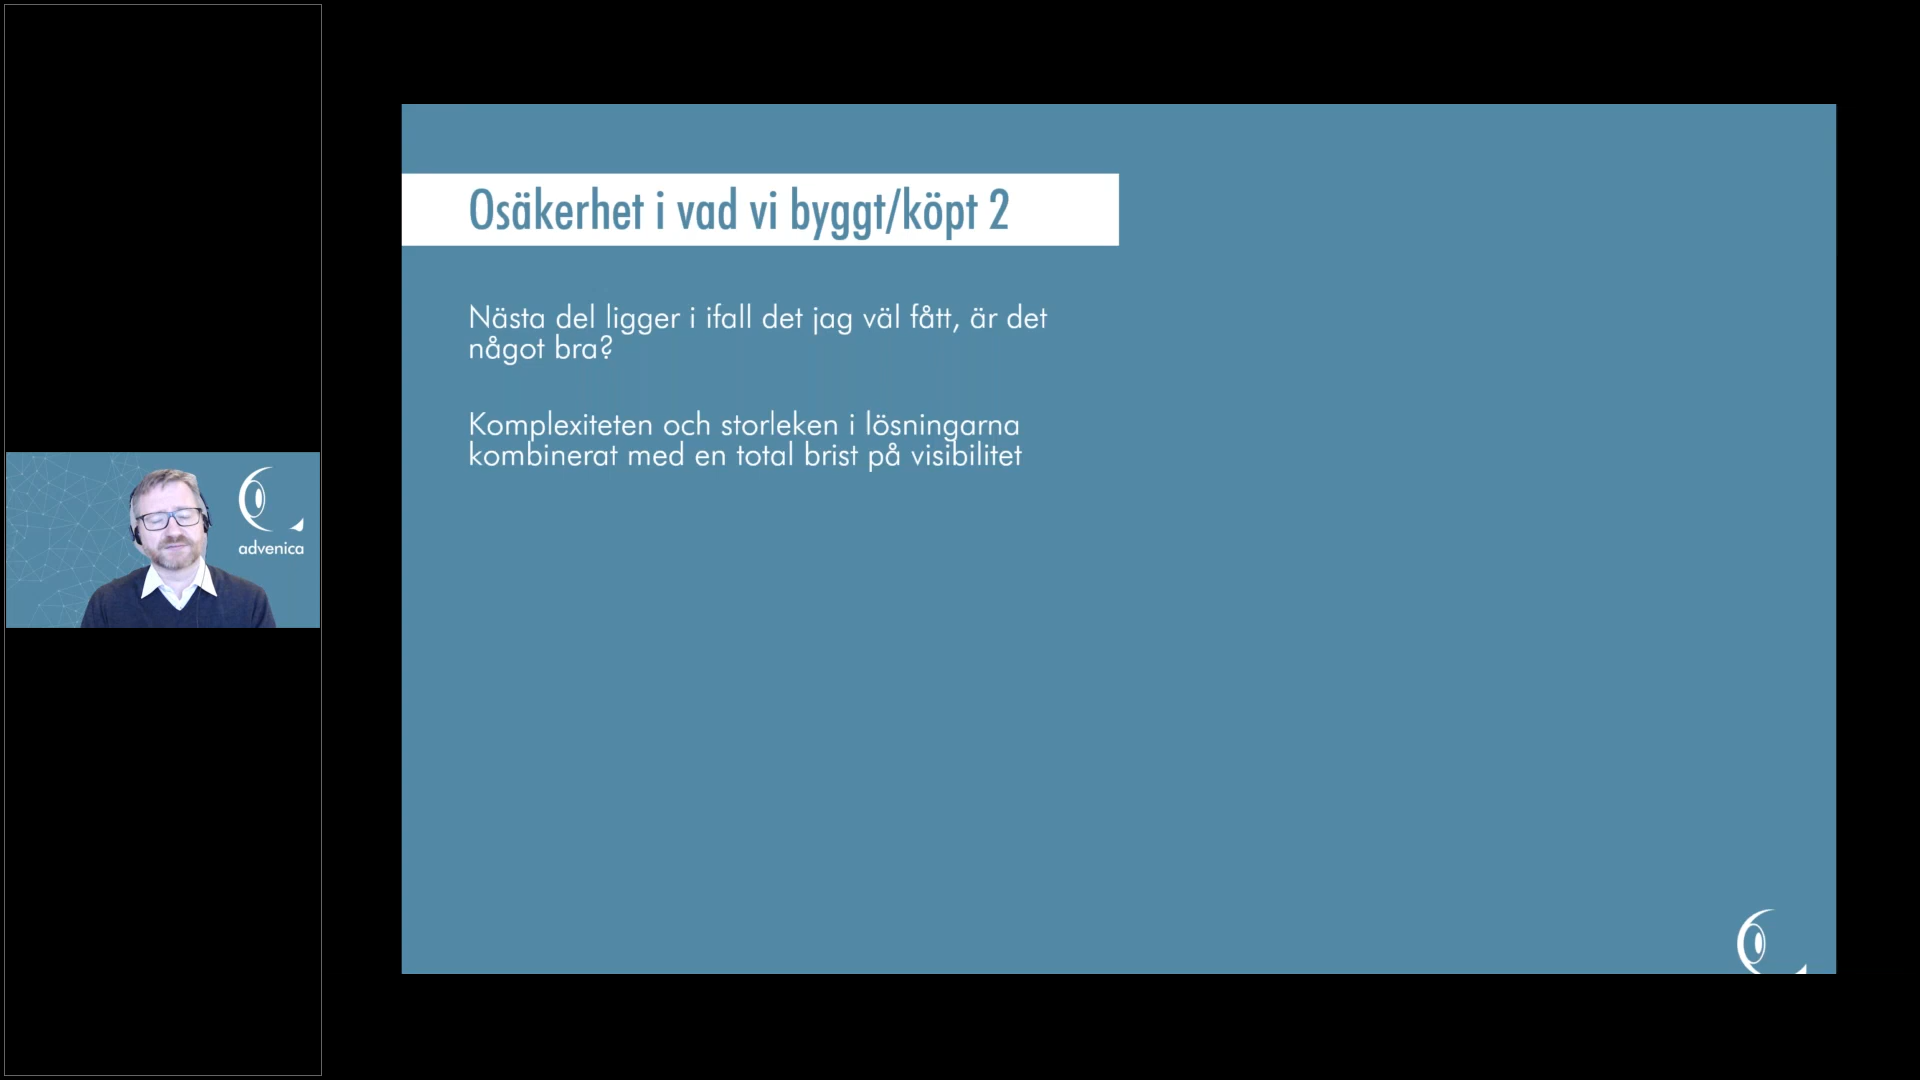 Osäkerhet i vad vi byggt/köpt 2
Nästa del ligger i ifall det jag väl fått, är det
något bra?
Komplexiteten och storleken i lösningarna
kombinerat med en total brist på visibilitet
advenica